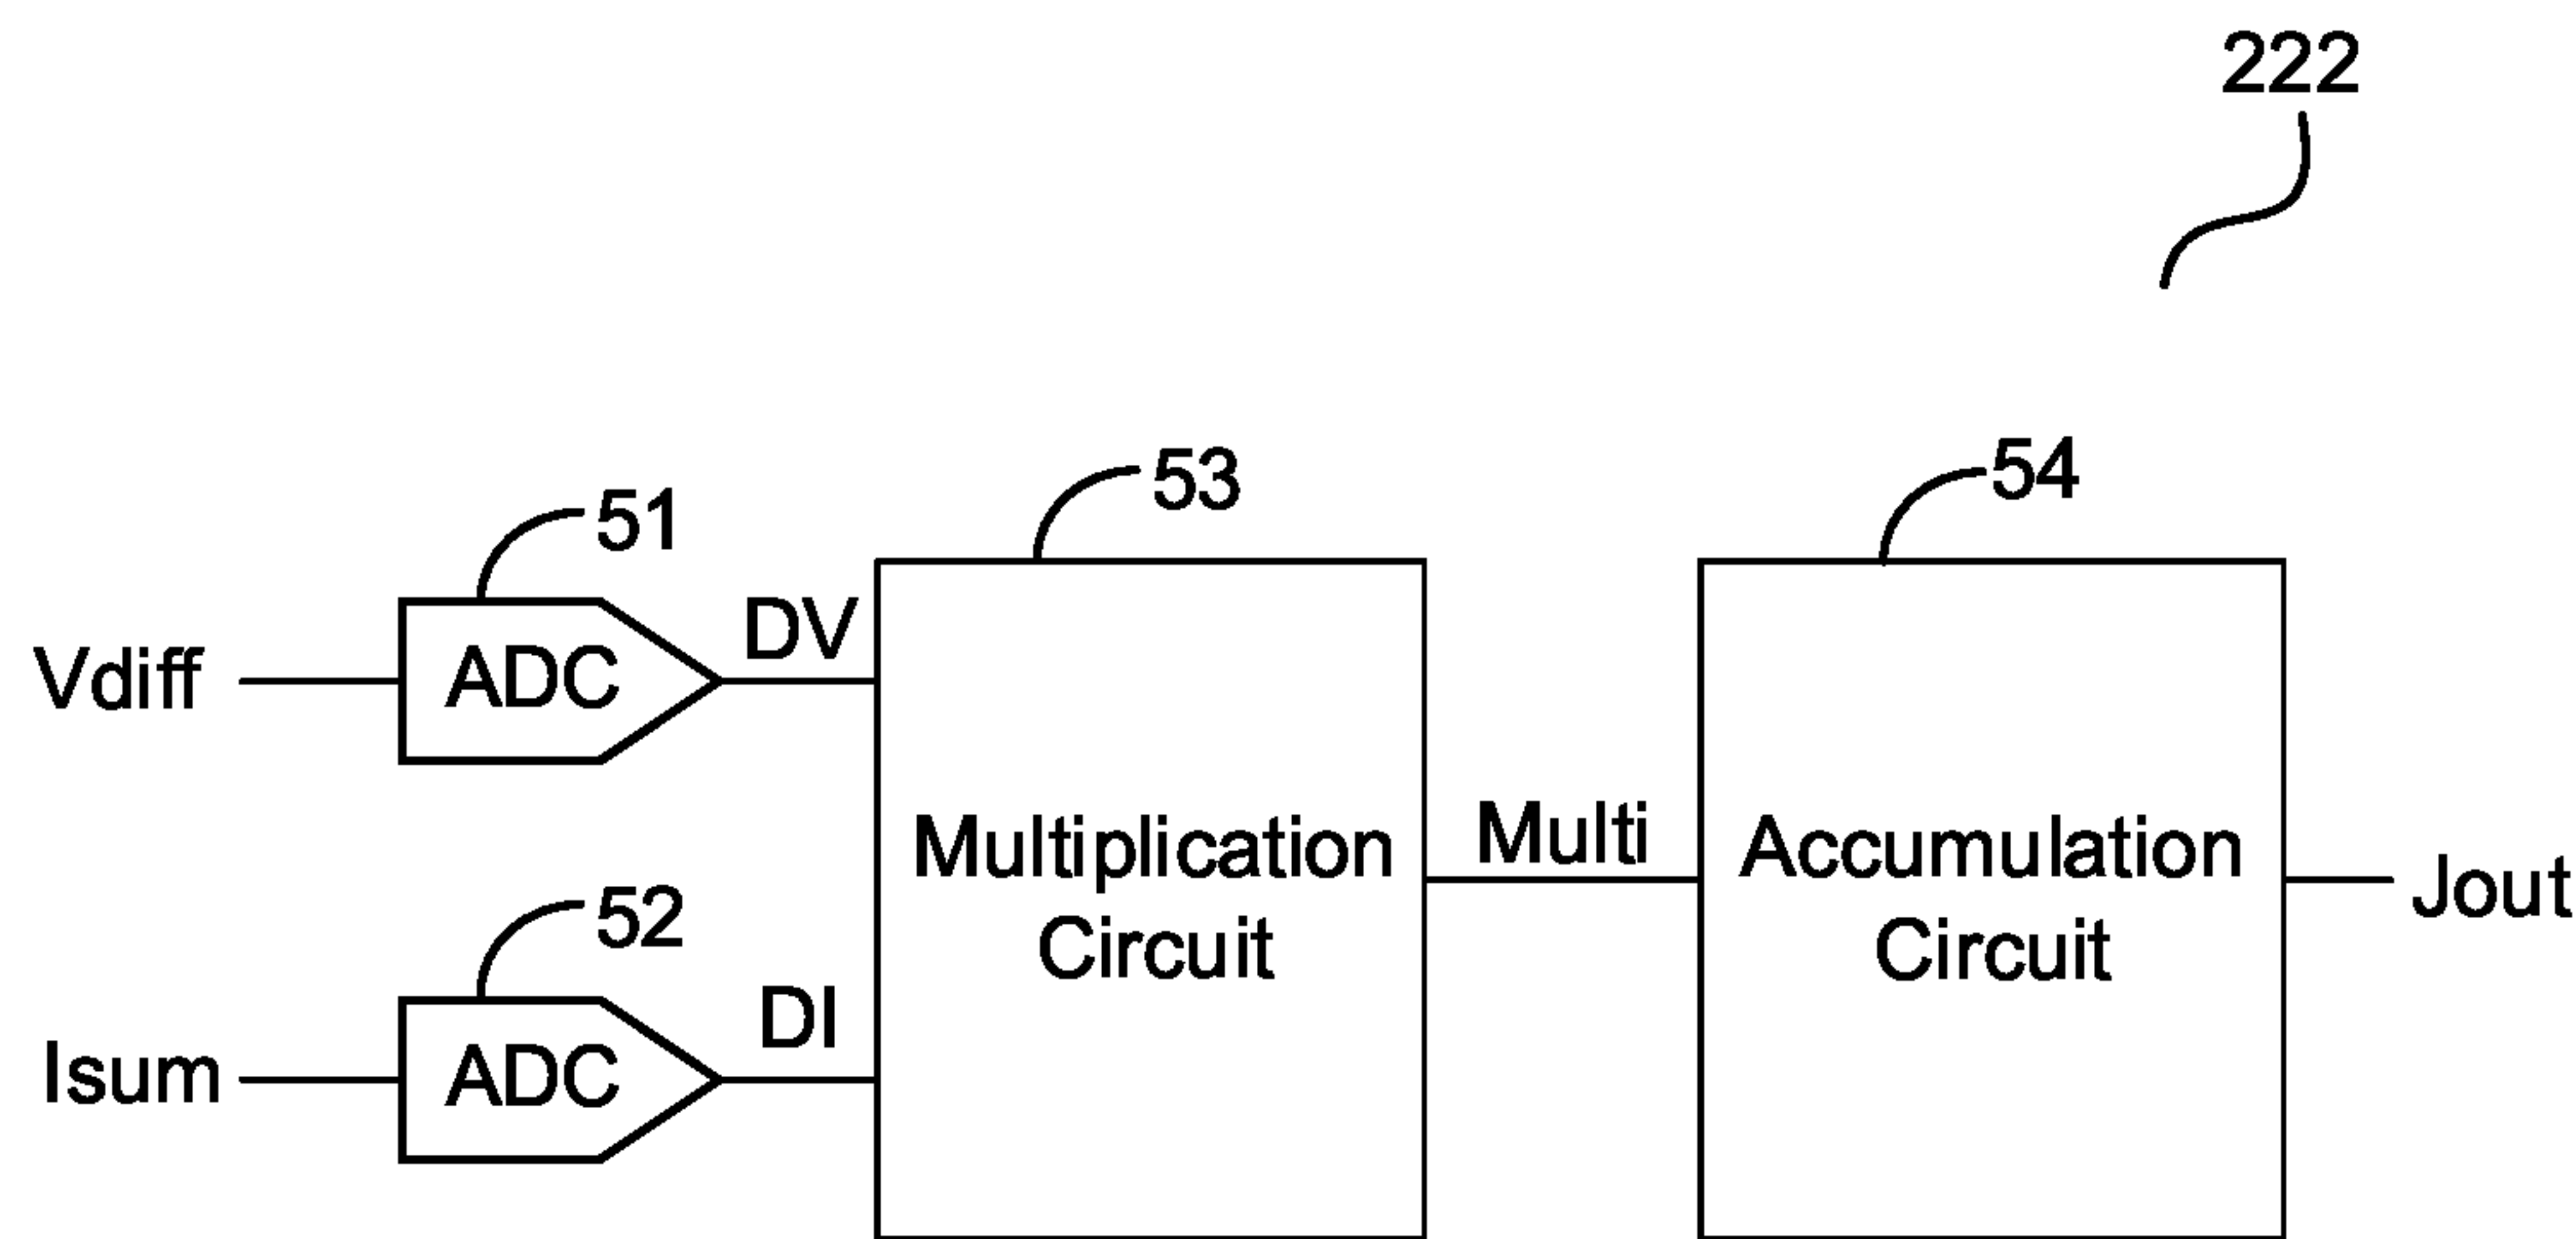 222
53
54
51
DV
Vdiff
ADC
Multiplication
Circuit
Multi
Accumulation
Circuit
Jout
52
DI
Isum
ADC